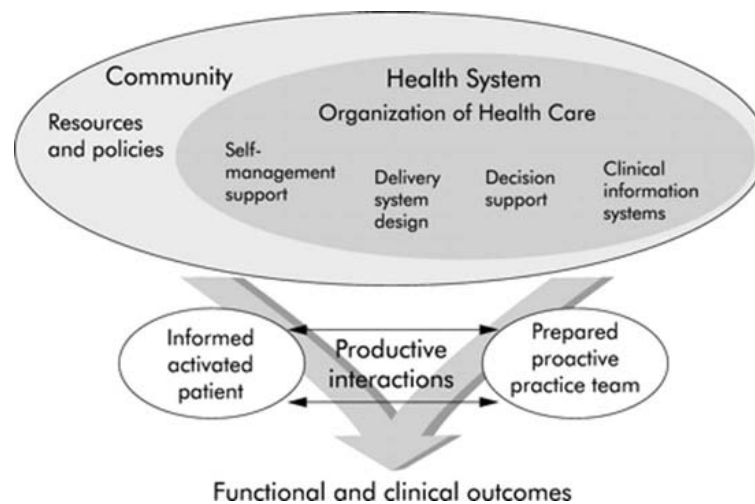 Community
Health System
Organization of Health Care
Resources
and policies
Self-
management
support
Delivery
system
design
Decision
support
Clinical
information
systems
Informed
activated
patient
Productive
interactions
Prepared
proactive
practice team
Functional and clinical outcomes